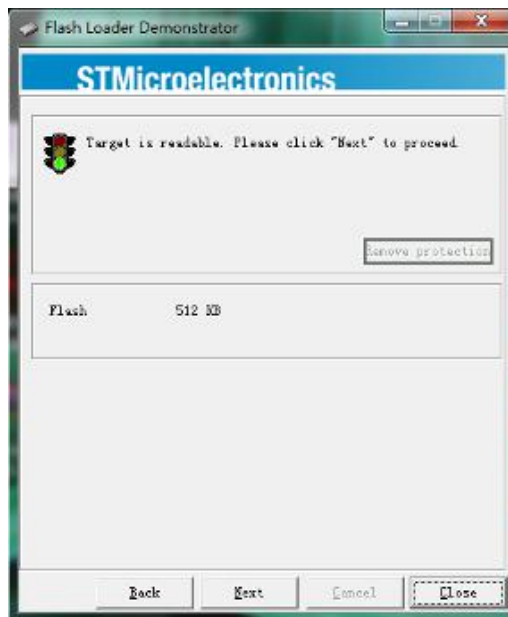 Flash Loader Demonstrator
STMicroelectronics
Target is readable. Please click "Next" to proceed.
Remove protection
Flash 512 KB
Back Next Cancel Close